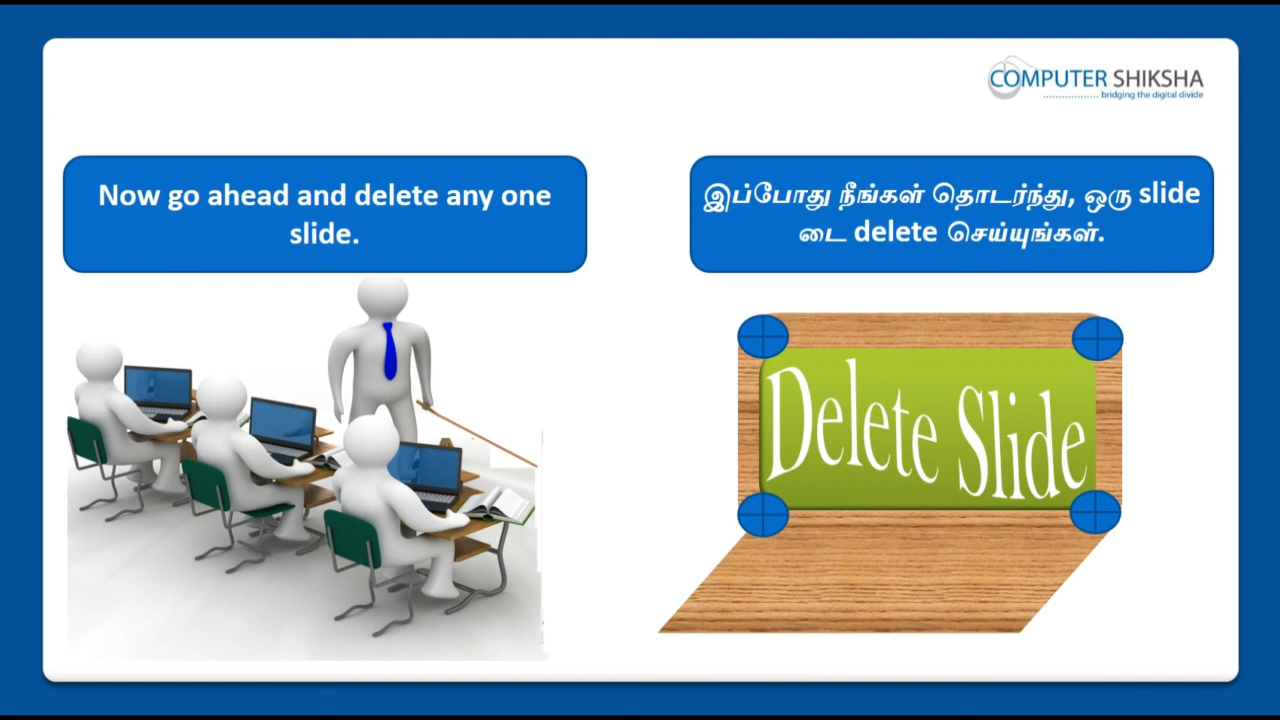 COMPUTER SHIKSHA
.................. bridging the digital divide
Now go ahead and delete any one
slide.
இப்போது நீங்கள் தொடர்ந்து, ஒரு slide
டை delete செய்யுங்கள்.
Delete Slide